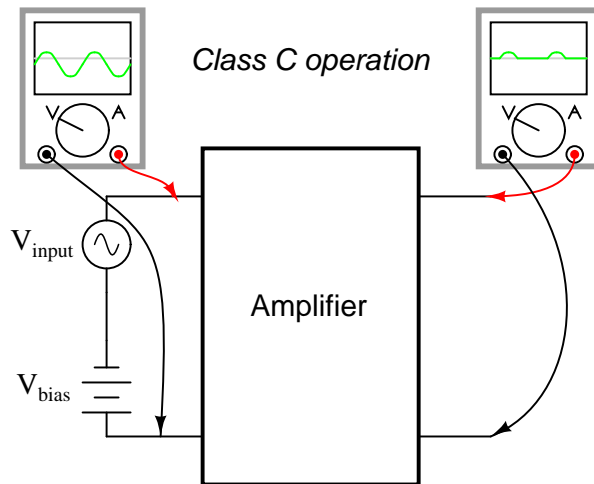 Class C operation
V A
V A
V_input
Amplifier
V_bias